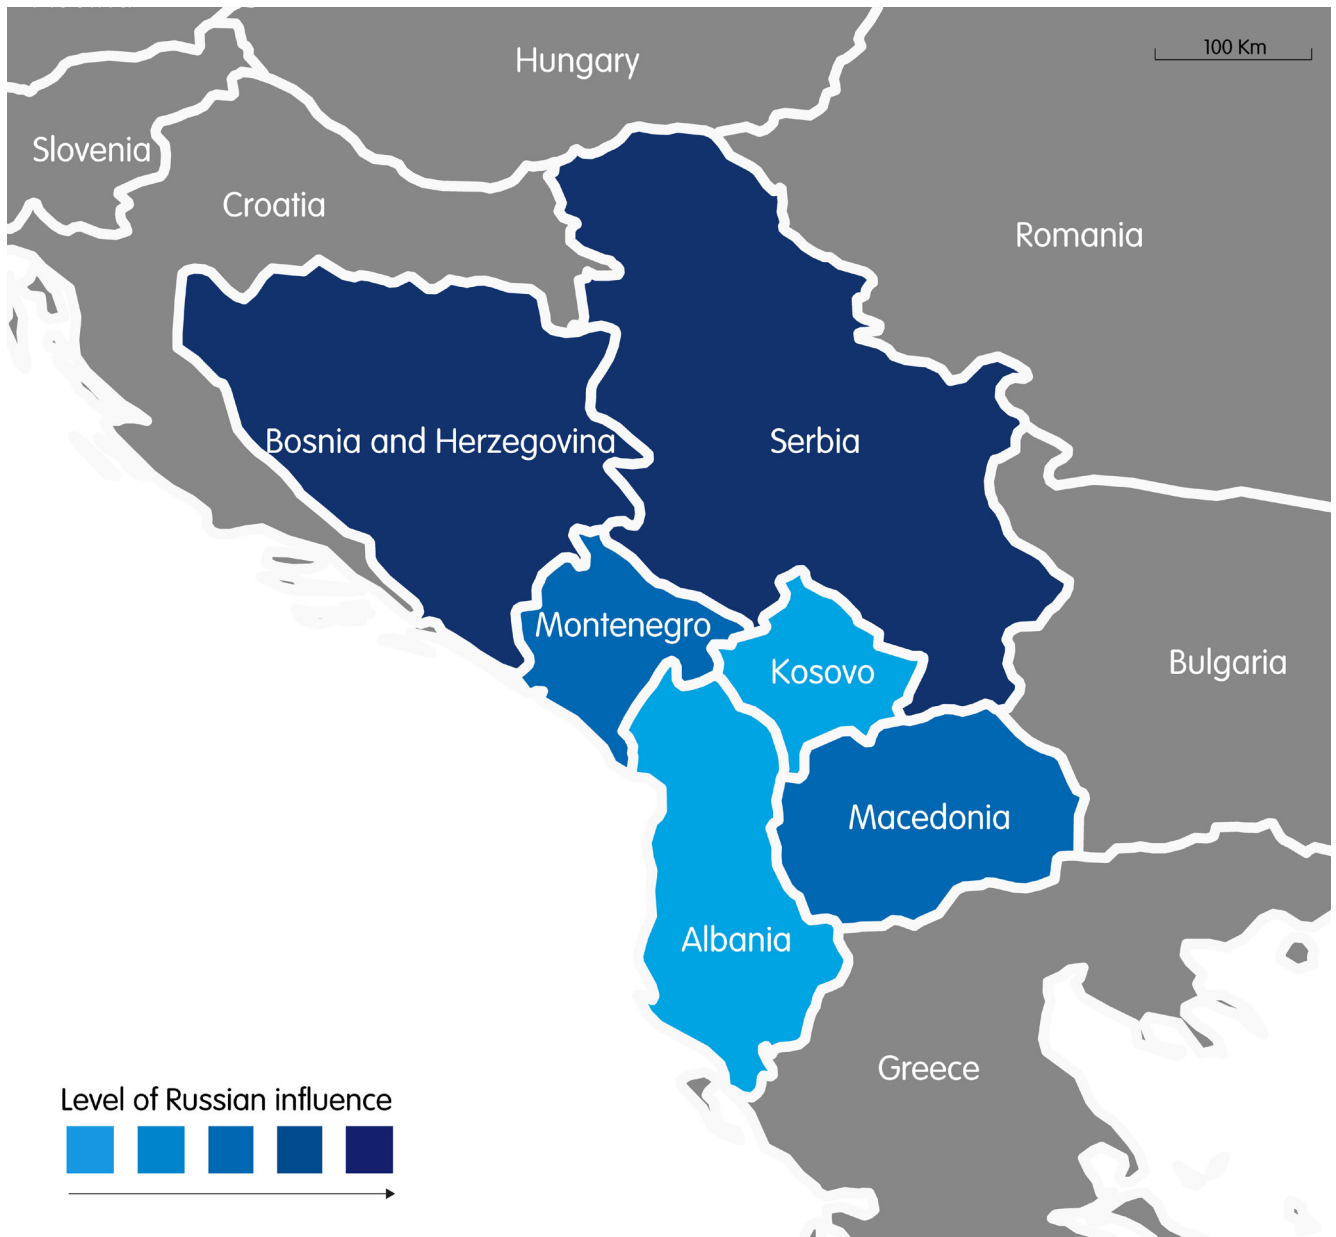 Hungary
100 Km
Slovenia
Croatia
Romania
Bosnia and Herzegovina
Serbia
Montenegro
Kosovo
Bulgaria
Macedonia
Albania
Greece
Level of Russian influence